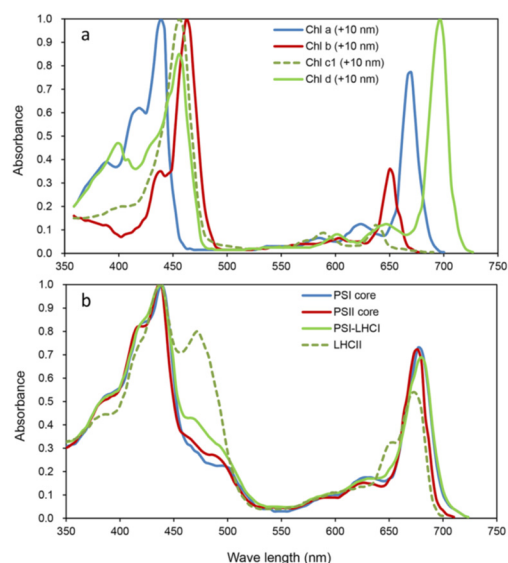 a
Chl a (+10 nm)
Chl b (+10 nm)
Chl c1 (+10 nm)
Chl d (+10 nm)
Absorbance
1.0
0.9
0.8
0.7
0.6
0.5
0.4
0.3
0.2
0.1
0.0
350 400 450 500 550 600 650 700 750
b
PSI core
PSII core
PSI-LHCI
LHCII
Absorbance
1.0
0.9
0.8
0.7
0.6
0.5
0.4
0.3
0.2
0.1
0.0
350 400 450 500 550 600 650 700 750
Wave length (nm)